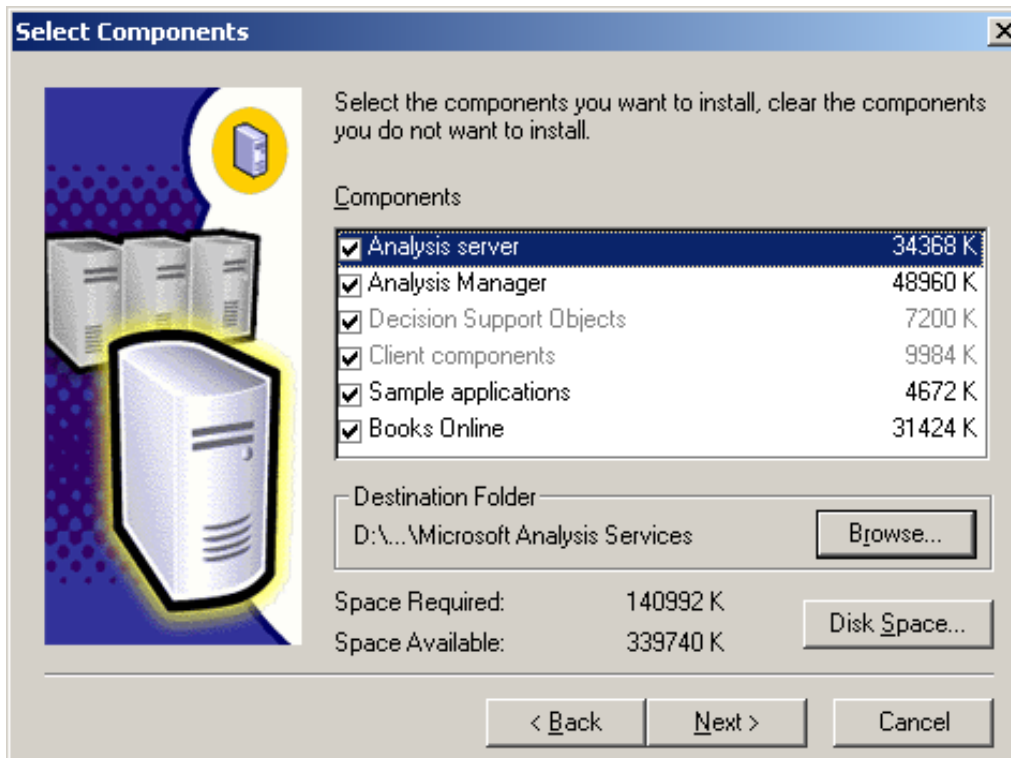 Select Components
Select the components you want to install, clear the components
you do not want to install.
Components
Analysis server 34368 K
Analysis Manager 48960 K
Decision Support Objects 7200 K
Client components 9984 K
Sample applications 4672 K
Books Online 31424 K
Destination Folder
D:\...\Microsoft Analysis Services Browse...
Space Required: 140992 K
Space Available: 339740 K
Disk Space...
< Back Next > Cancel